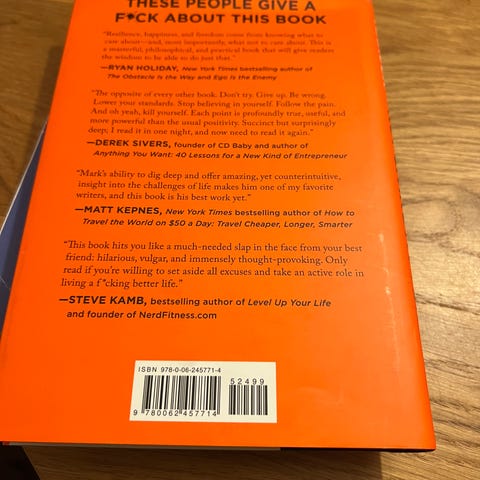 THESE PEOPLE GIVE A
F*CK ABOUT THIS BOOK
"Resilience, happiness, and freedom come from knowing what to
care about—and, most importantly, what not to care about. This is
a masterful, philosophical, and practical book that will give readers
the wisdom to be able to do just that."
—RYAN HOLIDAY, New York Times bestselling author of
The Obstacle Is the Way and Ego Is the Enemy
"The opposite of every other book. Don't try. Give up. Be wrong.
Lower your standards. Stop believing in yourself. Follow the pain.
And oh yeah, kill yourself. Each point is profoundly true, useful, and
more powerful than the usual positivity. Succinct but surprisingly
deep; I read it in one night, and now need to read it again."
—DEREK SIVERS, founder of CD Baby and author of
Anything You Want: 40 Lessons for a New Kind of Entrepreneur
"Mark's ability to dig deep and offer amazing, yet counterintuitive,
insight into the challenges of life makes him one of my favorite
writers, and this book is his best work yet."
—MATT KEPNES, New York Times bestselling author of How to
Travel the World on $50 a Day: Travel Cheaper, Longer, Smarter
"This book hits you like a much-needed slap in the face from your best
friend: hilarious, vulgar, and immensely thought-provoking. Only
read if you're willing to set aside all excuses and take an active role in
living a f*cking better life."
—STEVE KAMB, bestselling author of Level Up Your Life
and founder of NerdFitness.com
ISBN 978-0-06-245771-4
52499
9 780062 457714